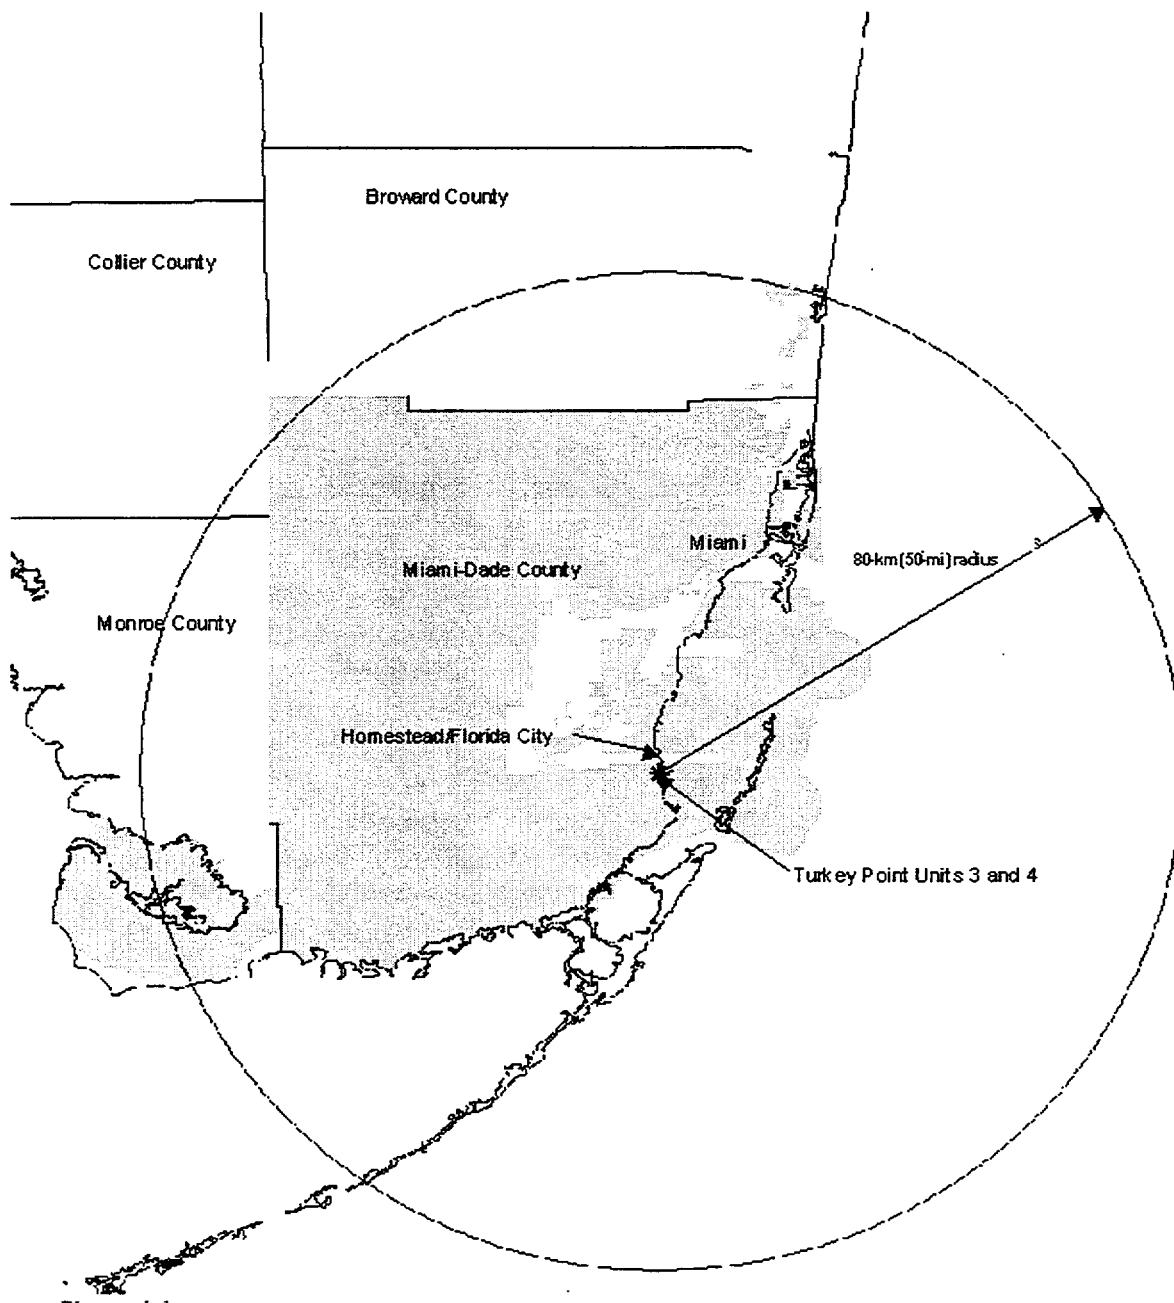 Broward County
Collier County
Miami
80-km(50-mi)radius
Miami-Dade County
Monroe County
Homestead/Florida City
Turkey Point Units 3 and 4